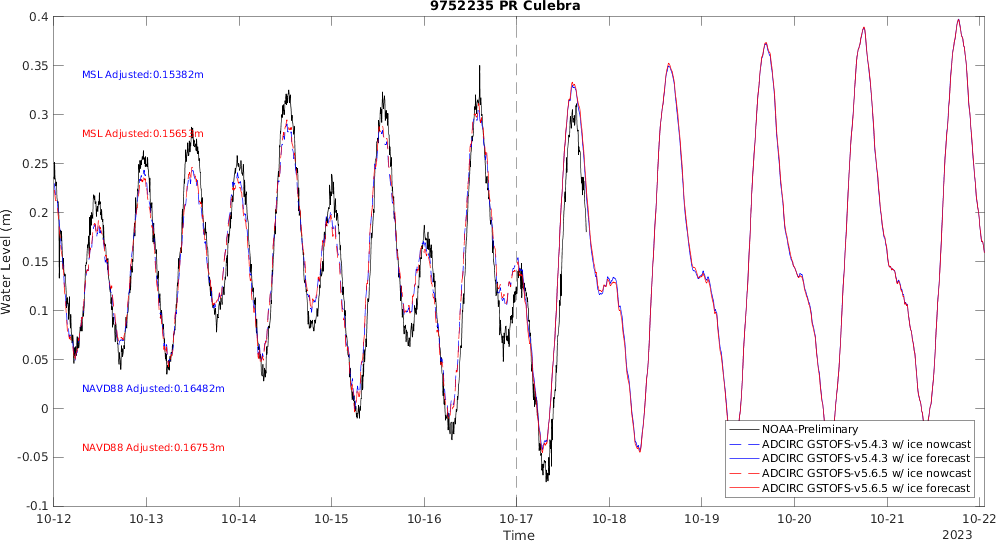 9752235 PR Culebra
0.4
0.35
0.3
0.25
0.2
0.15
0.1
0.05
0
-0.05
-0.1
Water Level (m)
MSL Adjusted:0.15382m
MSL Adjusted:0.15653m
NAVD88 Adjusted:0.16482m
NAVD88 Adjusted:0.16753m
NOAA-Preliminary
ADCIRC GSTOFS-v5.4.3 w/ ice nowcast
ADCIRC GSTOFS-v5.4.3 w/ ice forecast
ADCIRC GSTOFS-v5.6.5 w/ ice nowcast
ADCIRC GSTOFS-v5.6.5 w/ ice forecast
10-12 10-13 10-14 10-15 10-16 10-17 10-18 10-19 10-20 10-21 10-22
Time
2023